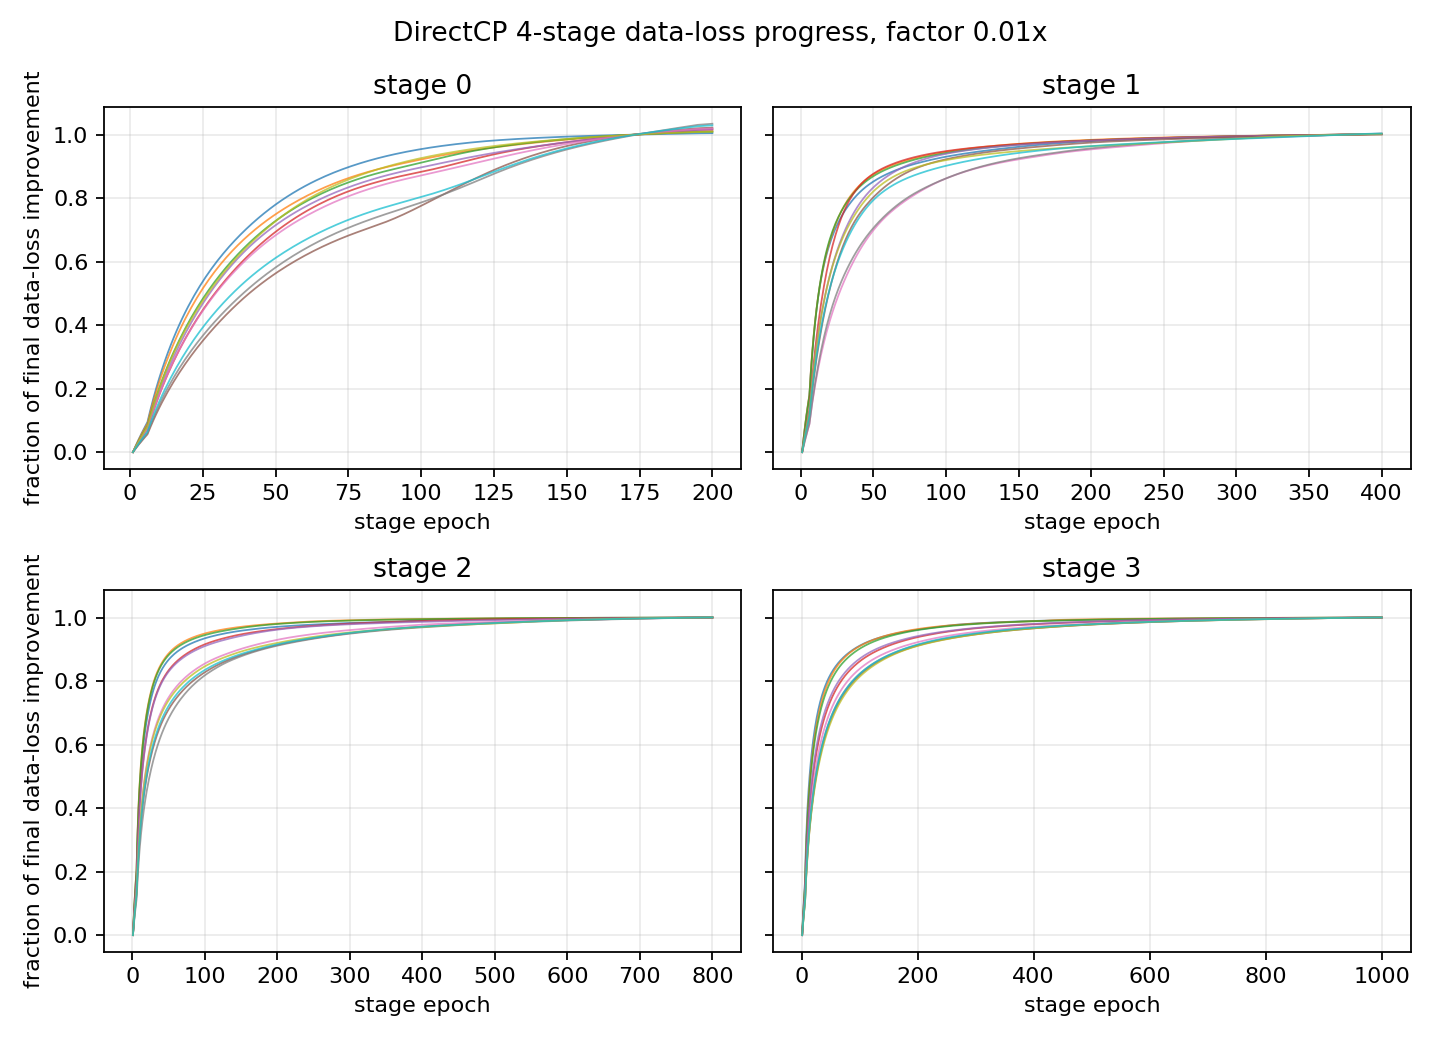 DirectCP 4-stage data-loss progress, factor 0.01x
stage 0
fraction of final data-loss improvement
1.0
0.8
0.6
0.4
0.2
0.0
0 25 50 75 100 125 150 175 200
stage epoch
stage 1
0 50 100 150 200 250 300 350 400
stage epoch
stage 2
fraction of final data-loss improvement
1.0
0.8
0.6
0.4
0.2
0.0
0 100 200 300 400 500 600 700 800
stage epoch
stage 3
0 200 400 600 800 1000
stage epoch